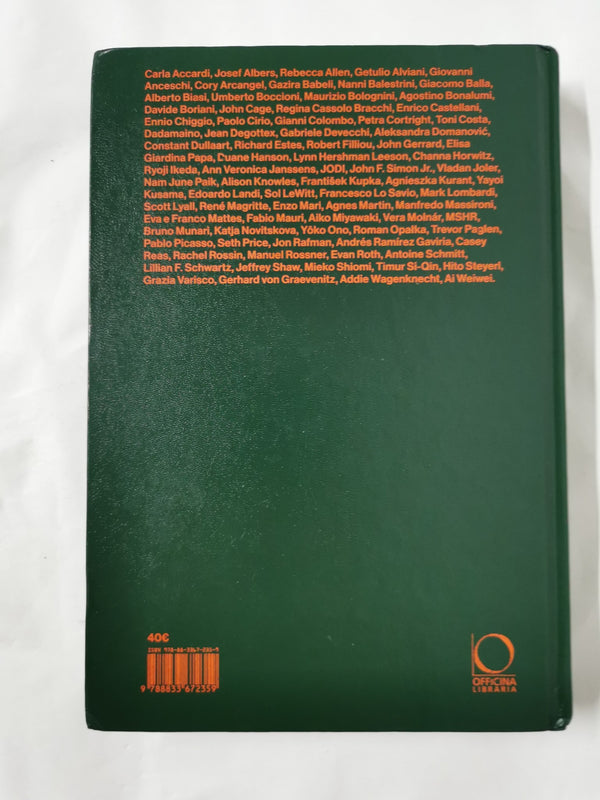 Carla Accardi, Josef Albers, Rebecca Allen, Getulio Alviani, Giovanni
Anceschi, Cory Arcangel, Gazira Babeli, Nanni Balestrini, Giacomo Balla,
Alberto Biasi, Umberto Boccioni, Maurizio Bolognini, Agostino Bonalumi,
Davide Boriani, John Cage, Regina Cassolo Bracchi, Enrico Castellani,
Ennio Chiggio, Paolo Cirio, Gianni Colombo, Petra Cortright, Toni Costa,
Dadamaino, Jean Degottex, Gabriele Devecchi, Aleksandra Domanović,
Constant Dullaart, Richard Estes, Robert Filliou, John Gerrard, Elisa
Giardina Papa, Duane Hanson, Lynn Hershman Leeson, Channa Horwitz,
Ryoji Ikeda, Ann Veronica Janssens, JODI, John F. Simon Jr., Vladan Joler,
Nam June Paik, Alison Knowles, František Kupka, Agnieszka Kurant, Yayoi
Kusama, Edoardo Landi, Sol LeWitt, Francesco Lo Savio, Mark Lombardi,
Scott Lyall, René Magritte, Enzo Mari, Agnes Martin, Manfredo Massironi,
Eva e Franco Mattes, Fabio Mauri, Aiko Miyawaki, Vera Molnár, MSHR,
Bruno Munari, Katja Novitskova, Yōko Ono, Roman Opalka, Trevor Paglen,
Pablo Picasso, Seth Price, Jon Rafman, Andrés Ramírez Gaviria, Casey
Reas, Rachel Rossin, Manuel Rossner, Evan Roth, Antoine Schmitt,
Lillian F. Schwartz, Jeffrey Shaw, Mieko Shiomi, Timur Si-Qin, Hito Steyerl,
Grazia Varisco, Gerhard von Graevenitz, Addie Wagenknecht, Ai Weiwei.
40€
ISBN 978-88-3367-235-9
9 788833 672359
OFFICINA
LIBRARIA